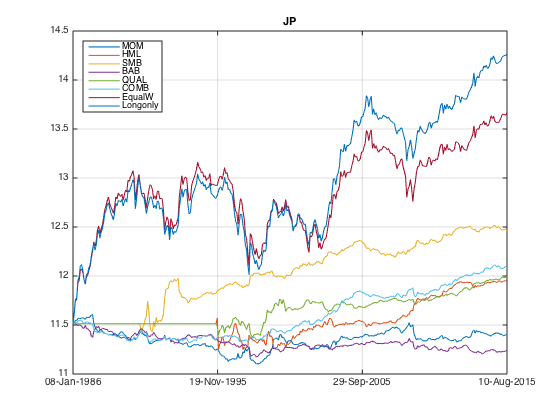 JP
14.5
14
13.5
13
12.5
12
11.5
11
MOM
HML
SMB
BAB
QUAL
COMB
EqualW
Longonly
08-Jan-1986 19-Nov-1995 29-Sep-2005 10-Aug-2015